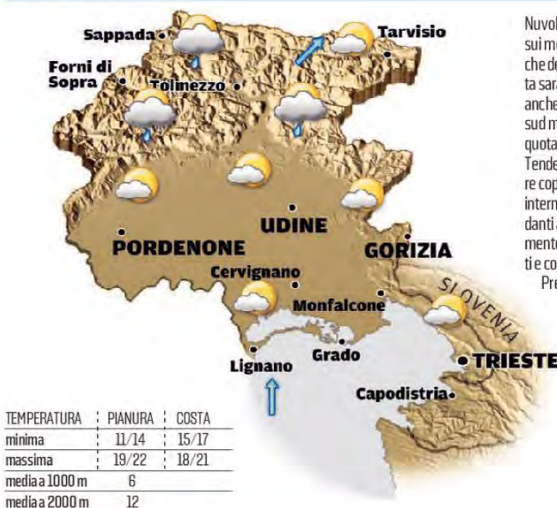 Sappada
Tarvisio
Forni di
Sopra
Tolmezzo
UDINE
PORDENONE
GORIZIA
Cervignano
Monfalcone
SLOVENIA
Lignano
Grado
TRIESTE
Capodistria
TEMPERATURA PIANURA COSTA
minima 11/14 15/17
massima 19/22 18/21
media a 1000 m 6
media a 2000 m 12
Nuvol
sui m
che de
ta sar
anche
sud m
quota
Tende
re cop
intern
danti a
mento
ti e co
Pre